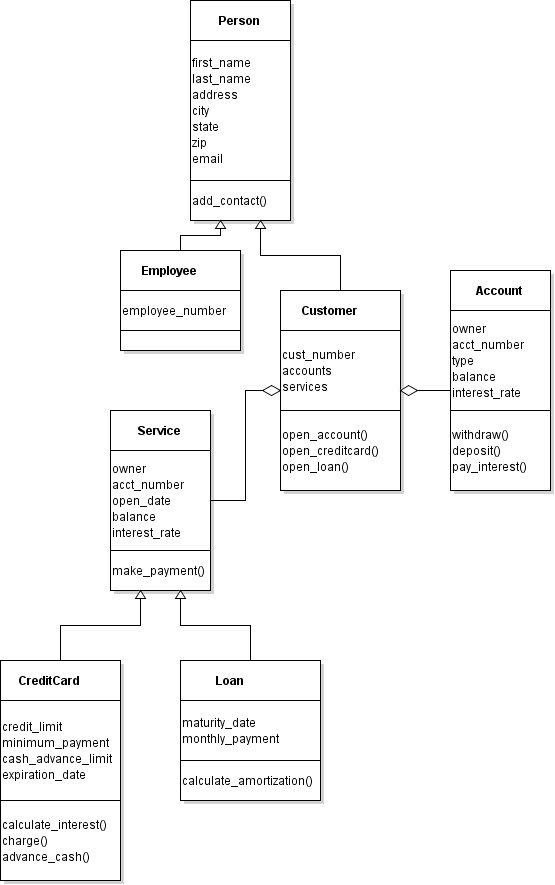 Person
first_name
last_name
address
city
state
zip
email
add_contact()
Employee
employee_number
Customer
cust_number
accounts
services
open_account()
open_creditcard()
open_loan()
Account
owner
acct_number
type
balance
interest_rate
withdraw()
deposit()
pay_interest()
Service
owner
acct_number
open_date
balance
interest_rate
make_payment()
CreditCard
credit_limit
minimum_payment
cash_advance_limit
expiration_date
calculate_interest()
charge()
advance_cash()
Loan
maturity_date
monthly_payment
calculate_amortization()